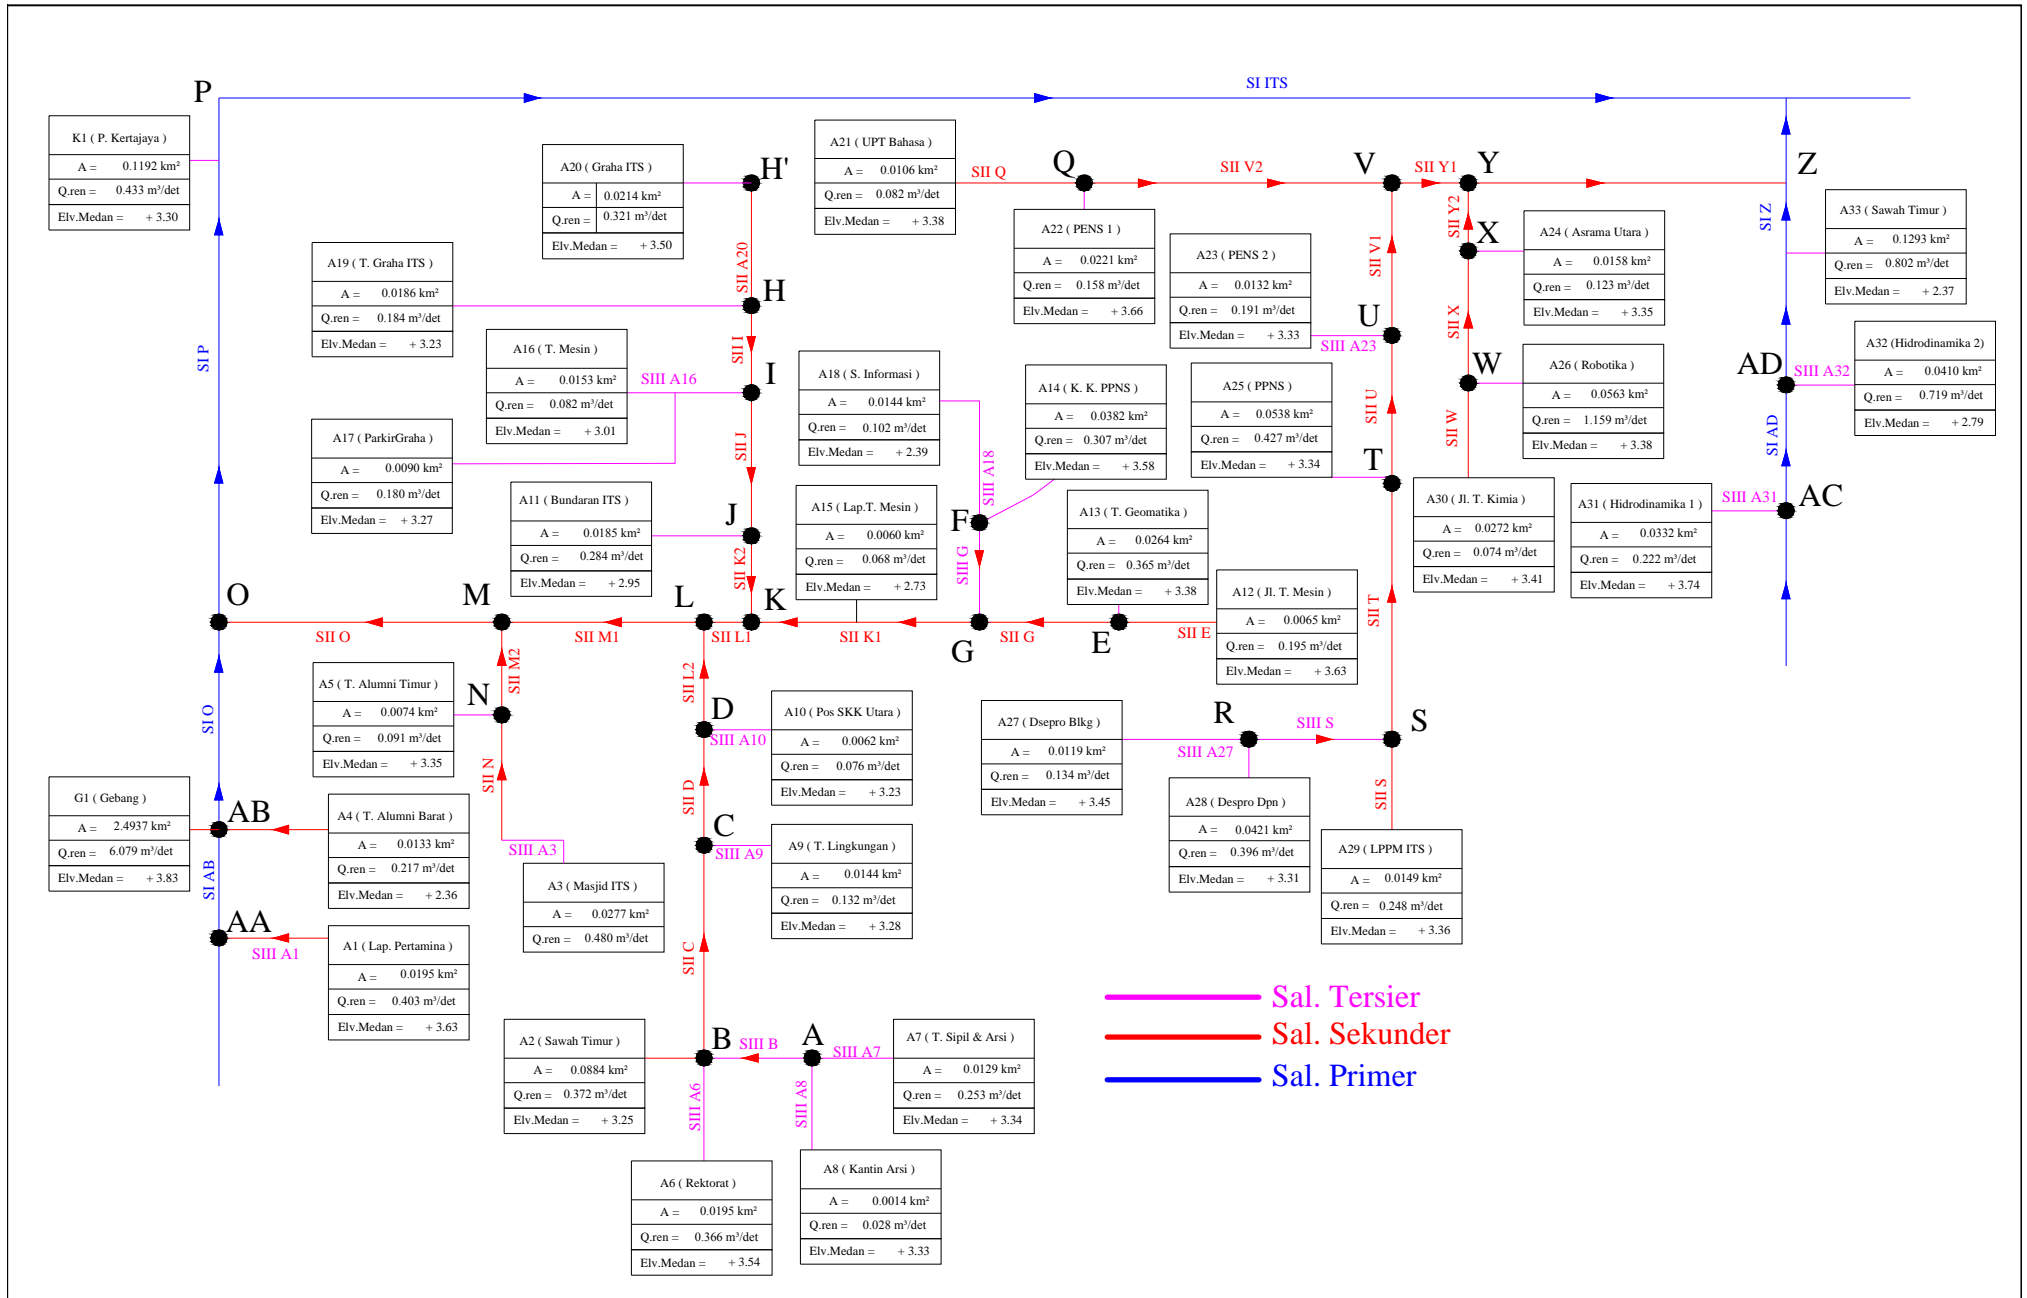 P
SI ITS
K1 ( P. Kertajaya )
A = 0.1192 km²
Q.ren = 0.433 m³/det
Elv.Medan = + 3.30
A20 ( Graha ITS )
A = 0.0214 km²
Q.ren = 0.321 m³/det
Elv.Medan = + 3.50
H'
A21 ( UPT Bahasa )
A = 0.0106 km²
Q.ren = 0.082 m³/det
Elv.Medan = + 3.38
SII Q
Q
SII V2
V
SII Y1
Y
Z
A22 ( PENS 1 )
A = 0.0221 km²
Q.ren = 0.158 m³/det
Elv.Medan = + 3.66
A23 ( PENS 2 )
A = 0.0132 km²
Q.ren = 0.191 m³/det
Elv.Medan = + 3.33
SII V1
SII Y2
X
A24 ( Asrama Utara )
A = 0.0158 km²
Q.ren = 0.123 m³/det
Elv.Medan = + 3.35
SI Z
A33 ( Sawah Timur )
A = 0.1293 km²
Q.ren = 0.802 m³/det
Elv.Medan = + 2.37
A19 ( T. Graha ITS )
A = 0.0186 km²
Q.ren = 0.184 m³/det
Elv.Medan = + 3.23
SII A20
H
SII I
SI P
A16 ( T. Mesin )
A = 0.0153 km²
Q.ren = 0.082 m³/det
Elv.Medan = + 3.01
SIII A16
I
A18 ( S. Informasi )
A = 0.0144 km²
Q.ren = 0.102 m³/det
Elv.Medan = + 2.39
A14 ( K. K. PPNS )
A = 0.0382 km²
Q.ren = 0.307 m³/det
Elv.Medan = + 3.58
U
SIII A23
A25 ( PPNS )
A = 0.0538 km²
Q.ren = 0.427 m³/det
Elv.Medan = + 3.34
SII U
SII X
W
A26 ( Robotika )
A = 0.0563 km²
Q.ren = 1.159 m³/det
Elv.Medan = + 3.38
AD
SIII A32
A32 (Hidrodinamika 2)
A = 0.0410 km²
Q.ren = 0.719 m³/det
Elv.Medan = + 2.79
A17 ( ParkirGraha )
A = 0.0090 km²
Q.ren = 0.180 m³/det
Elv.Medan = + 3.27
SII J
SIII A18
T
SII W
SI AD
A11 ( Bundaran ITS )
A = 0.0185 km²
Q.ren = 0.284 m³/det
Elv.Medan = + 2.95
J
SII K2
A15 ( Lap.T. Mesin )
A = 0.0060 km²
Q.ren = 0.068 m³/det
Elv.Medan = + 2.73
F
SIII G
A13 ( T. Geomatika )
A = 0.0264 km²
Q.ren = 0.365 m³/det
Elv.Medan = + 3.38
A30 ( Jl. T. Kimia )
A = 0.0272 km²
Q.ren = 0.074 m³/det
Elv.Medan = + 3.41
A31 ( Hidrodinamika 1 )
A = 0.0332 km²
Q.ren = 0.222 m³/det
Elv.Medan = + 3.74
SIII A31
AC
O
SII O
M
SII M1
L
SII L1
K
SII K1
G
SII G
E
SII E
A12 ( Jl. T. Mesin )
A = 0.0065 km²
Q.ren = 0.195 m³/det
Elv.Medan = + 3.63
SII T
SI O
A5 ( T. Alumni Timur )
A = 0.0074 km²
Q.ren = 0.091 m³/det
Elv.Medan = + 3.35
SII M2
N
SII N
SII L2
D
SIII A10
A10 ( Pos SKK Utara )
A = 0.0062 km²
Q.ren = 0.076 m³/det
Elv.Medan = + 3.23
A27 ( Dsepro Blkg )
A = 0.0119 km²
Q.ren = 0.134 m³/det
Elv.Medan = + 3.45
SIII A27
R
SIII S
S
SII S
G1 ( Gebang )
A = 2.4937 km²
Q.ren = 6.079 m³/det
Elv.Medan = + 3.83
AB
SI AB
A4 ( T. Alumni Barat )
A = 0.0133 km²
Q.ren = 0.217 m³/det
Elv.Medan = + 2.36
SIII A3
A3 ( Masjid ITS )
A = 0.0277 km²
Q.ren = 0.480 m³/det
SII D
C
SIII A9
A9 ( T. Lingkungan )
A = 0.0144 km²
Q.ren = 0.132 m³/det
Elv.Medan = + 3.28
A28 ( Despro Dpn )
A = 0.0421 km²
Q.ren = 0.396 m³/det
Elv.Medan = + 3.31
A29 ( LPPM ITS )
A = 0.0149 km²
Q.ren = 0.248 m³/det
Elv.Medan = + 3.36
AA
SIII A1
A1 ( Lap. Pertamina )
A = 0.0195 km²
Q.ren = 0.403 m³/det
Elv.Medan = + 3.63
SII C
A2 ( Sawah Timur )
A = 0.0884 km²
Q.ren = 0.372 m³/det
Elv.Medan = + 3.25
B
SIII B
A
SIII A7
A7 ( T. Sipil & Arsi )
A = 0.0129 km²
Q.ren = 0.253 m³/det
Elv.Medan = + 3.34
SIII A6
SIII A8
A6 ( Rektorat )
A = 0.0195 km²
Q.ren = 0.366 m³/det
Elv.Medan = + 3.54
A8 ( Kantin Arsi )
A = 0.0014 km²
Q.ren = 0.028 m³/det
Elv.Medan = + 3.33
Sal. Tersier
Sal. Sekunder
Sal. Primer